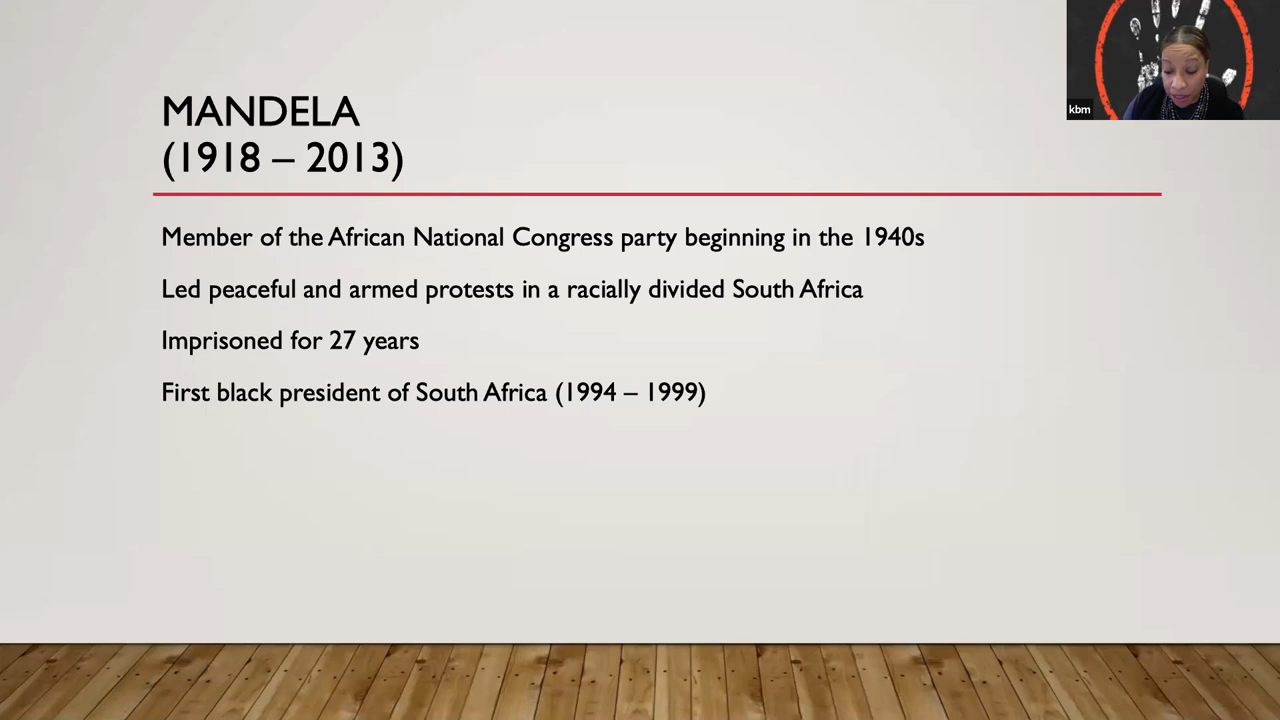 MANDELA
(1918 – 2013)
Member of the African National Congress party beginning in the 1940s
Led peaceful and armed protests in a racially divided South Africa
Imprisoned for 27 years
First black president of South Africa (1994 – 1999)
kbm